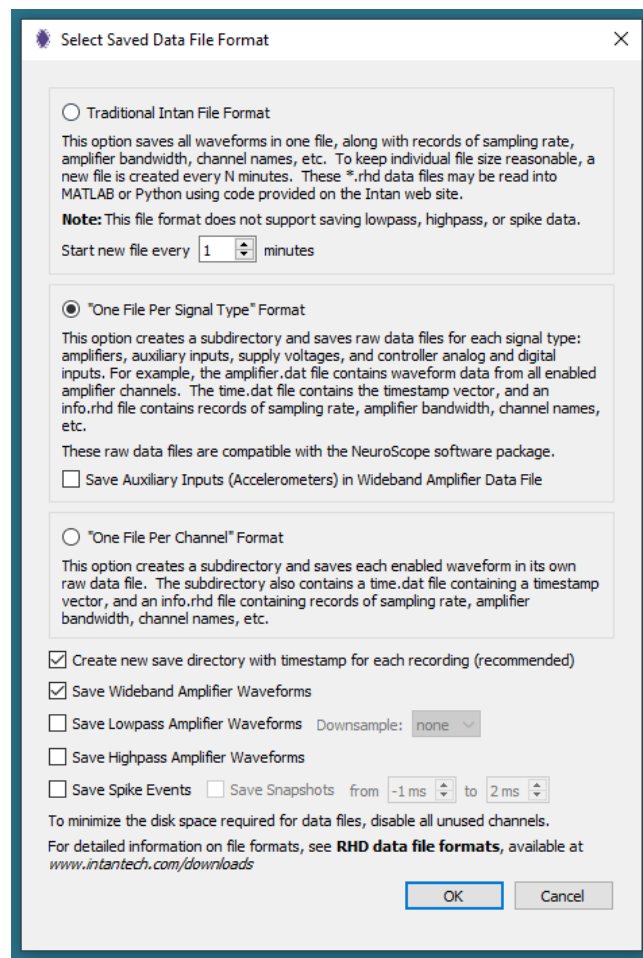 Select Saved Data File Format
Traditional Intan File Format
This option saves all waveforms in one file, along with records of sampling rate,
amplifier bandwidth, channel names, etc. To keep individual file size reasonable, a
new file is created every N minutes. These *.rhd data files may be read into
MATLAB or Python using code provided on the Intan web site.
Note: This file format does not support saving lowpass, highpass, or spike data.
Start new file every 1 minutes
"One File Per Signal Type" Format
This option creates a subdirectory and saves raw data files for each signal type:
amplifiers, auxiliary inputs, supply voltages, and controller analog and digital
inputs. For example, the amplifier.dat file contains waveform data from all enabled
amplifier channels. The time.dat file contains the timestamp vector, and an
info.rhd file contains records of sampling rate, amplifier bandwidth, channel names,
etc.
These raw data files are compatible with the NeuroScope software package.
Save Auxiliary Inputs (Accelerometers) in Wideband Amplifier Data File
"One File Per Channel" Format
This option creates a subdirectory and saves each enabled waveform in its own
raw data file. The subdirectory also contains a time.dat file containing a timestamp
vector, and an info.rhd file containing records of sampling rate, amplifier
bandwidth, channel names, etc.
Create new save directory with timestamp for each recording (recommended)
Save Wideband Amplifier Waveforms
Save Lowpass Amplifier Waveforms Downsample: none
Save Highpass Amplifier Waveforms
Save Spike Events Save Snapshots from -1 ms to 2 ms
To minimize the disk space required for data files, disable all unused channels.
For detailed information on file formats, see RHD data file formats, available at
www.intantech.com/downloads
OK Cancel